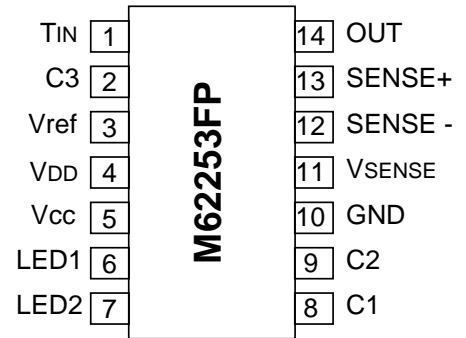 TIN 1 14 OUT
C3 2 13 SENSE+
Vref 3 12 SENSE -
VDD 4 11 VSENSE
Vcc 5 10 GND
LED1 6 9 C2
LED2 7 8 C1
M62253FP